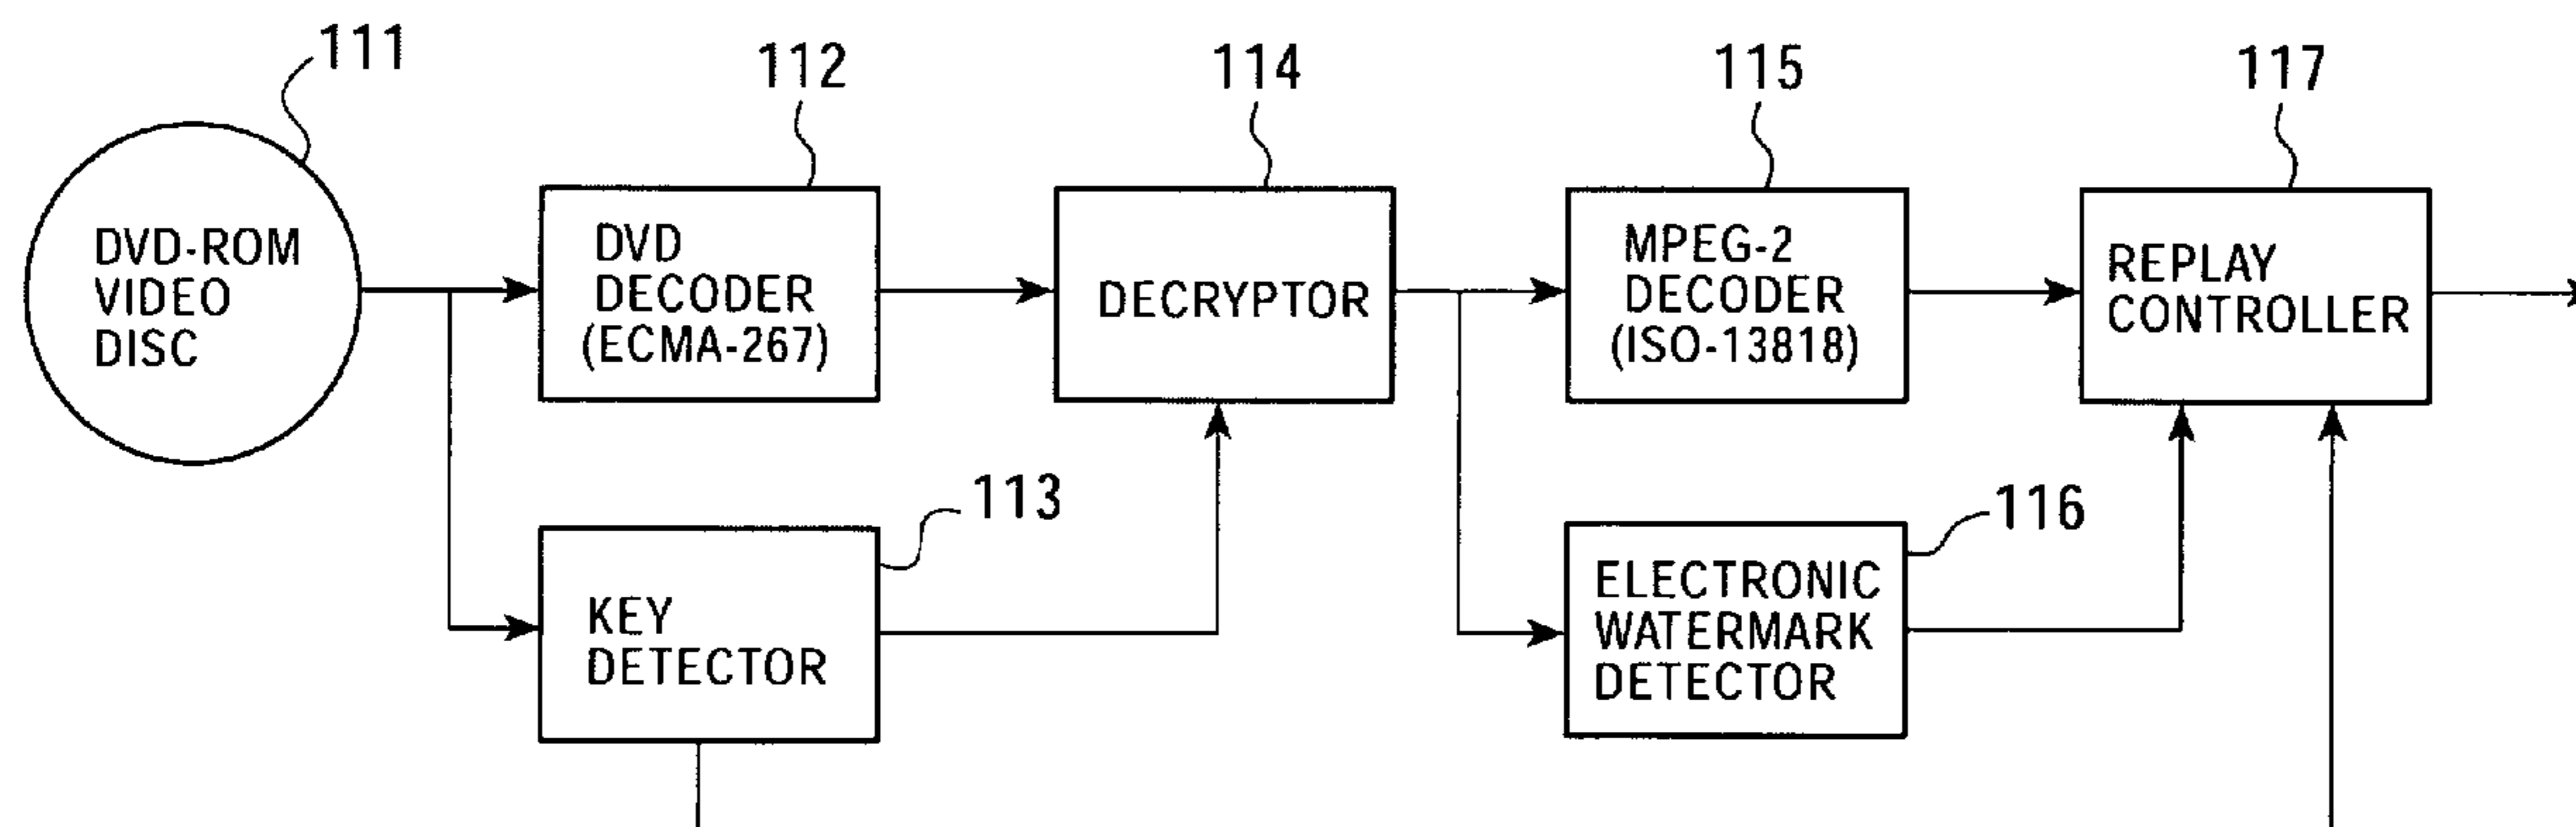 111
112
114
115
117
DVD-ROM
VIDEO
DISC
DVD
DECODER
(ECMA-267)
DECRYPTOR
MPEG-2
DECODER
(ISO-13818)
REPLAY
CONTROLLER
113
116
KEY
DETECTOR
ELECTRONIC
WATERMARK
DETECTOR